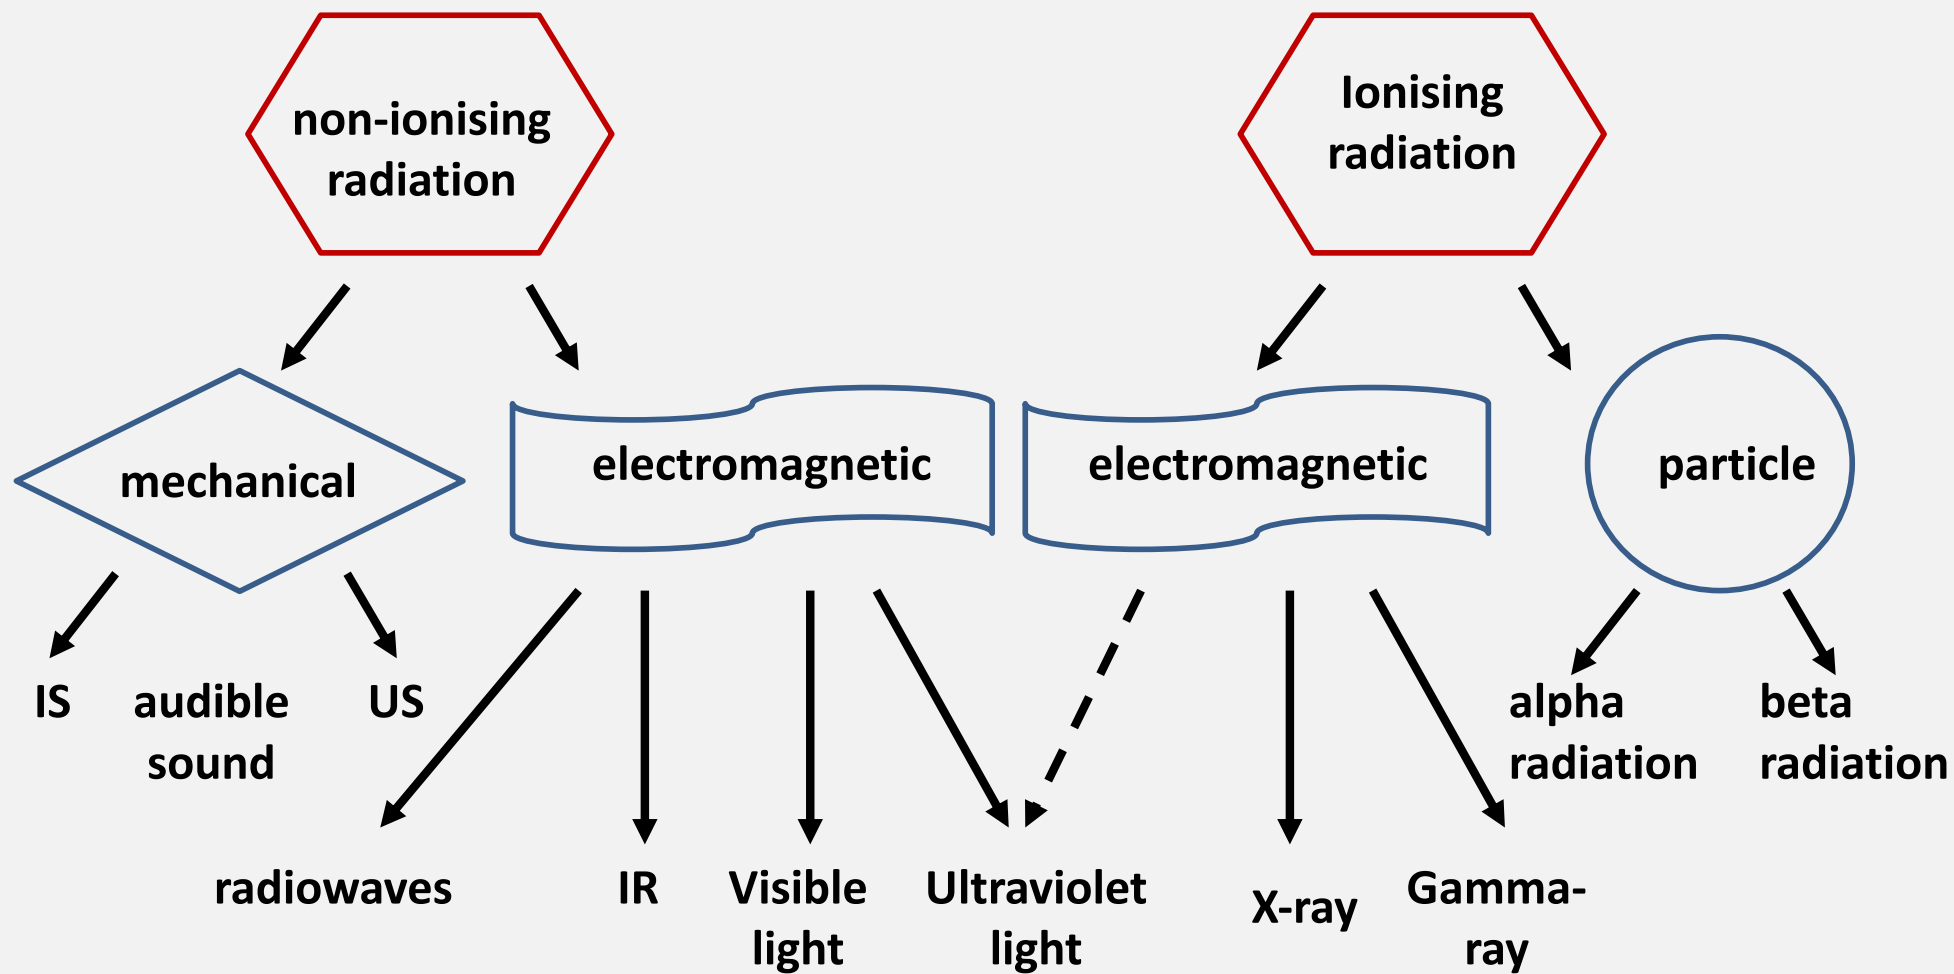 non-ionising
radiation
Ionising
radiation
mechanical
electromagnetic
electromagnetic
particle
IS
audible
sound
US
alpha
radiation
beta
radiation
radiowaves
IR
Visible
light
Ultraviolet
light
X-ray
Gamma-
ray